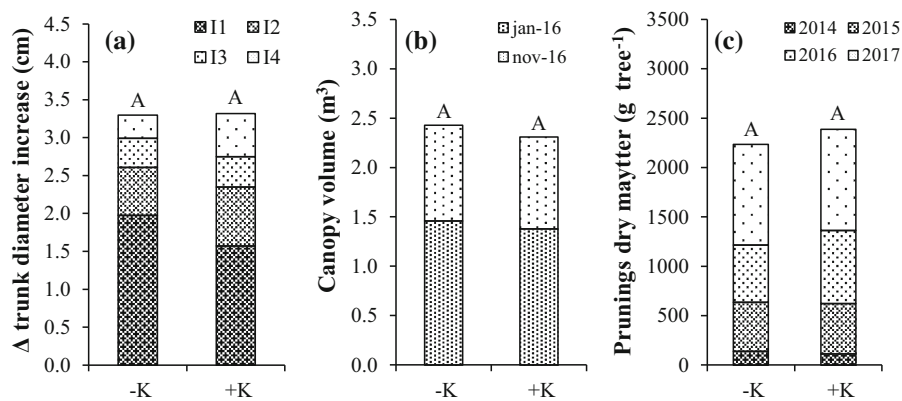 (a)
I1 I2
I3 I4
Δ trunk diameter increase (cm)
4.5
4.0
3.5
3.0
2.5
2.0
1.5
1.0
0.5
0.0
A
A
-K
+K
(b)
jan-16
nov-16
Canopy volume (m³)
3.5
3.0
2.5
2.0
1.5
1.0
0.5
0.0
A
A
-K
+K
(c)
2014 2015
2016 2017
Prunings dry maytter (g tree⁻¹)
3500
3000
2500
2000
1500
1000
500
0
A
A
-K
+K